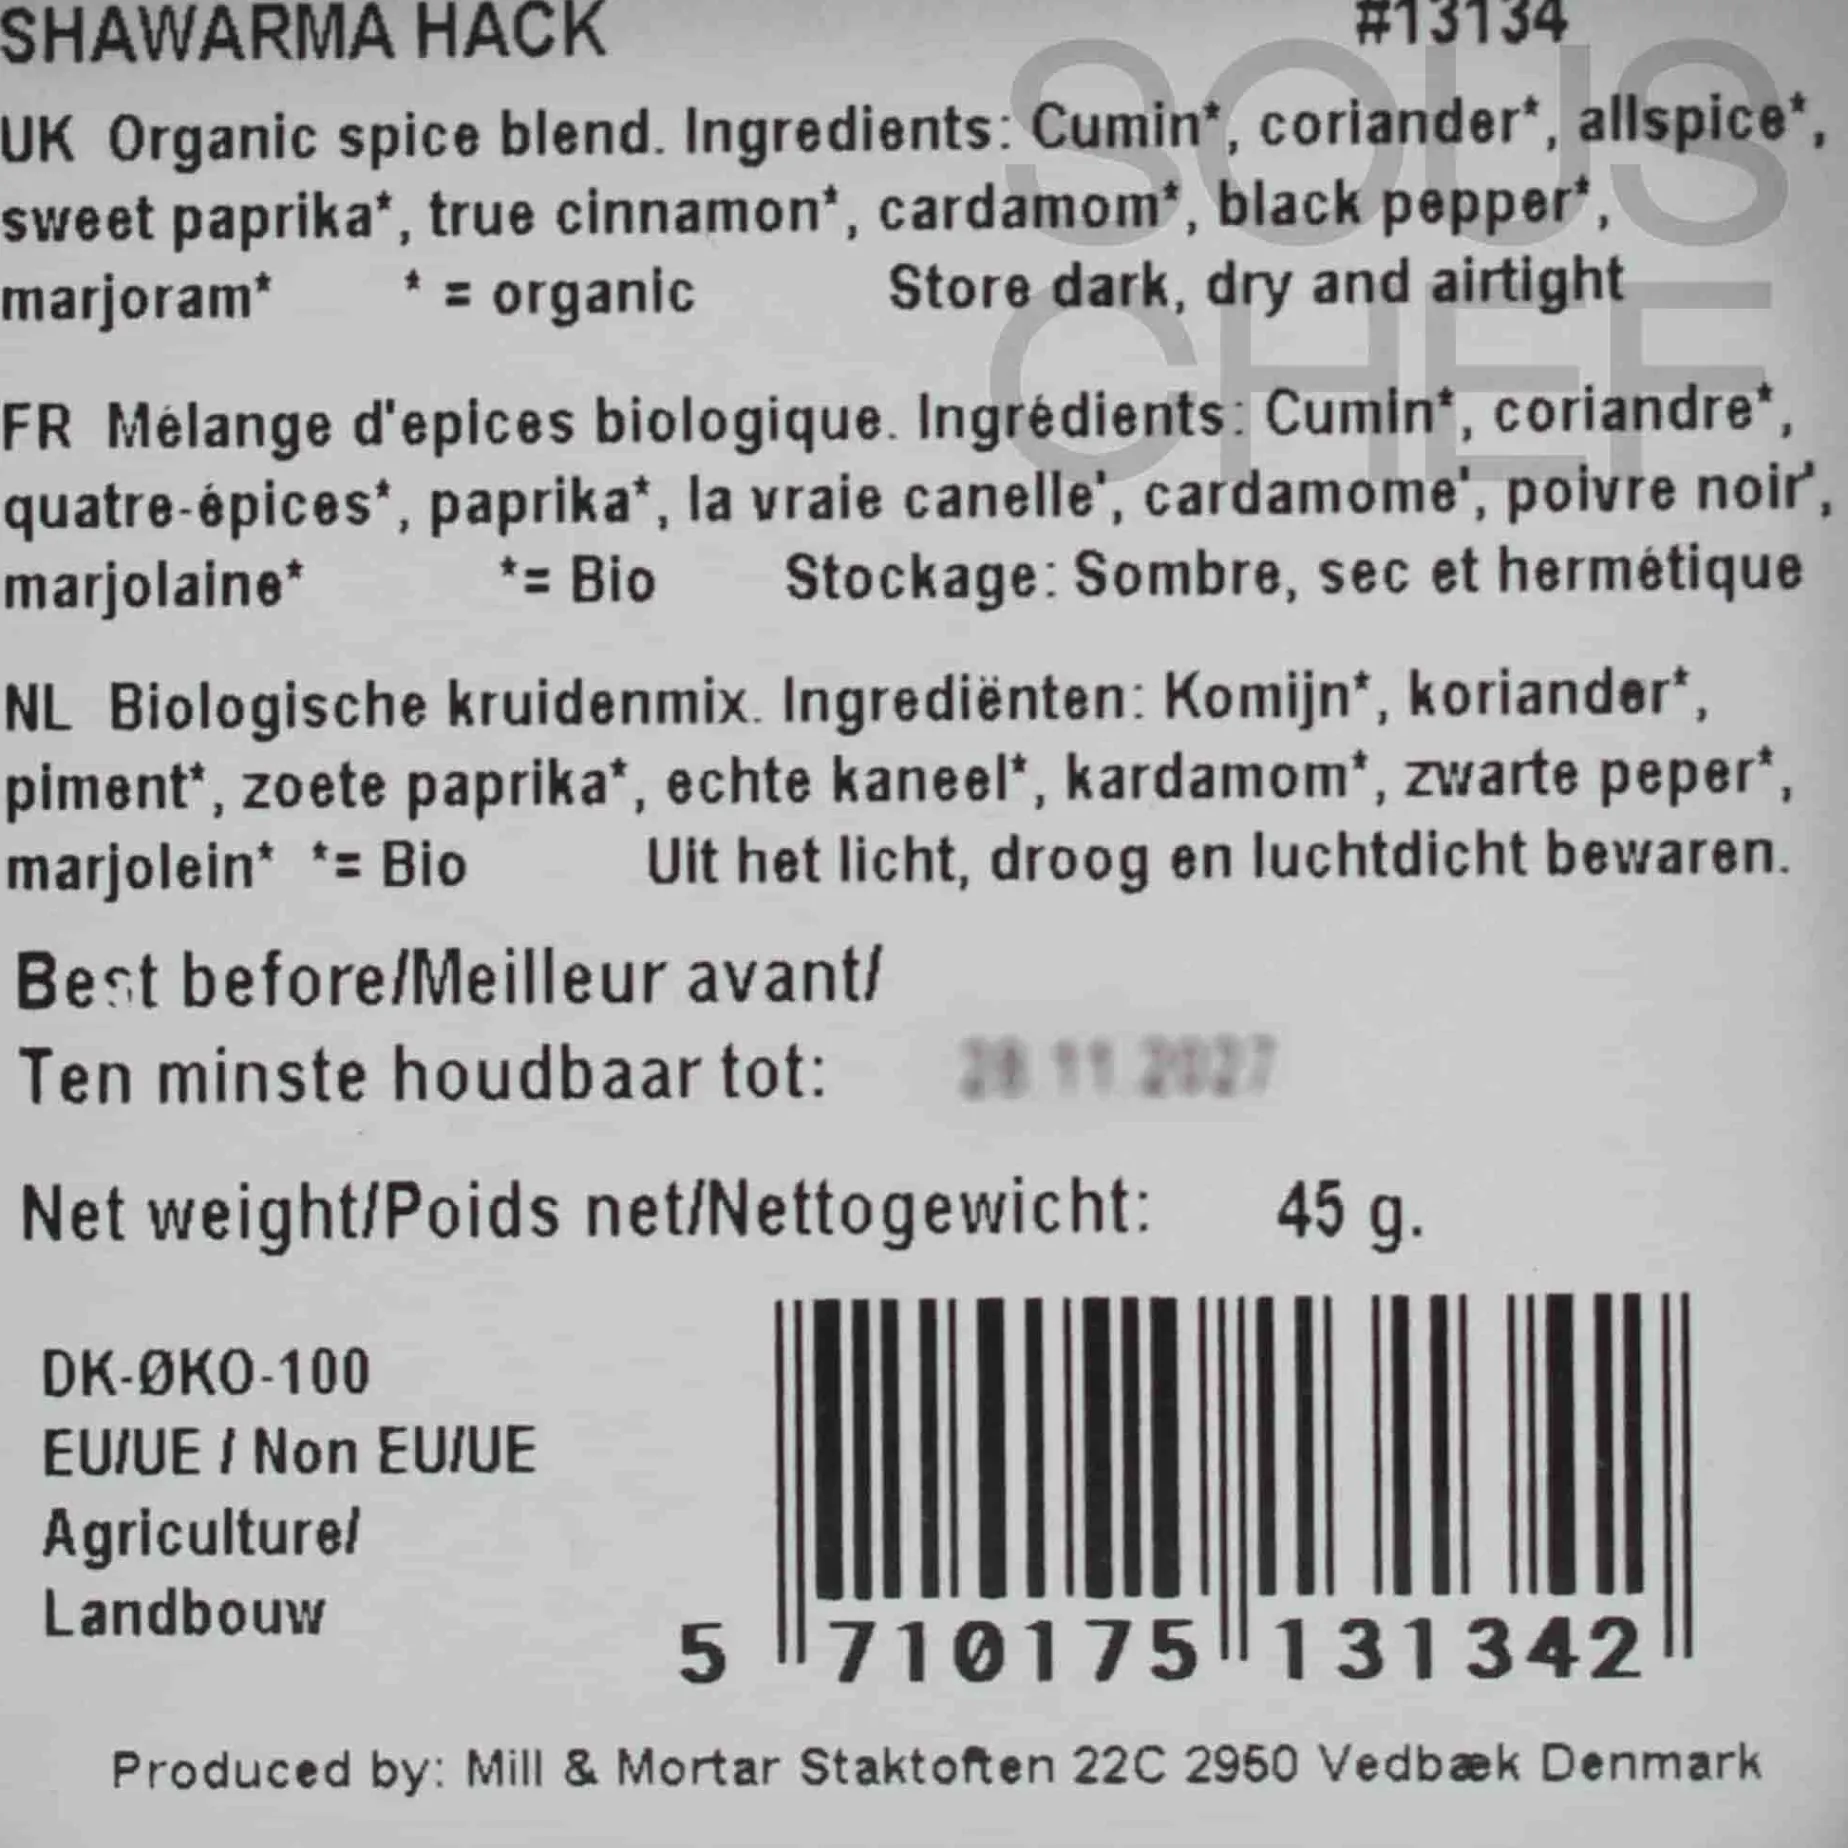 SHAWARMA HACK #13134
UK Organic spice blend. Ingredients: Cumin*, coriander*, allspice*,
sweet paprika*, true cinnamon*, cardamom*, black pepper*,
marjoram* * = organic Store dark, dry and airtight
FR Mélange d'epices biologique. Ingrédients: Cumin*, coriandre*,
quatre-épices*, paprika*, la vraie canelle', cardamome', poivre noir',
marjolaine* *= Bio Stockage: Sombre, sec et hermétique
NL Biologische kruidenmix. Ingrediënten: Komijn*, koriander*,
piment*, zoete paprika*, echte kaneel*, kardamom*, zwarte peper*,
marjolein* *= Bio Uit het licht, droog en luchtdicht bewaren.
Best before/Meilleur avant/
Ten minste houdbaar tot: 28 11 2027
Net weight/Poids net/Nettogewicht: 45 g.
DK-ØKO-100
EU/UE / Non EU/UE
Agriculture/
Landbouw
5 710175 131342
Produced by: Mill & Mortar Staktoften 22C 2950 Vedbæk Denmark
SOUS
CHEF